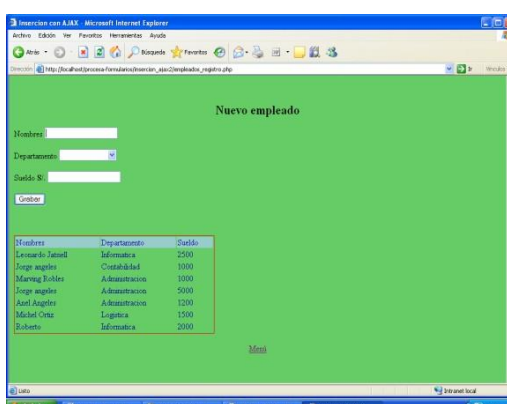 Insercion con AJAX - Microsoft Internet Explorer
Archivo Edición Ver Favoritos Herramientas Ayuda
Atrás Búsqueda Favoritos
Dirección http://localhost/procesa-formularios/insercion_ajax2/empleados_registro.php Ir Vínculos
Nuevo empleado
Nombres:
Departamento
Sueldo S/.
Grabar
Nombres Departamento Sueldo
Leonardo 2500 Informatica
Jorge angeles Contabilidad 1000
Marving Robles Administracion 1000
Jorge angeles Administracion 5000
Anel Angeles Administracion 1200
Michel Ortiz Logistica 1500
Roberto Informatica 2000
Menú
Listo Intranet local